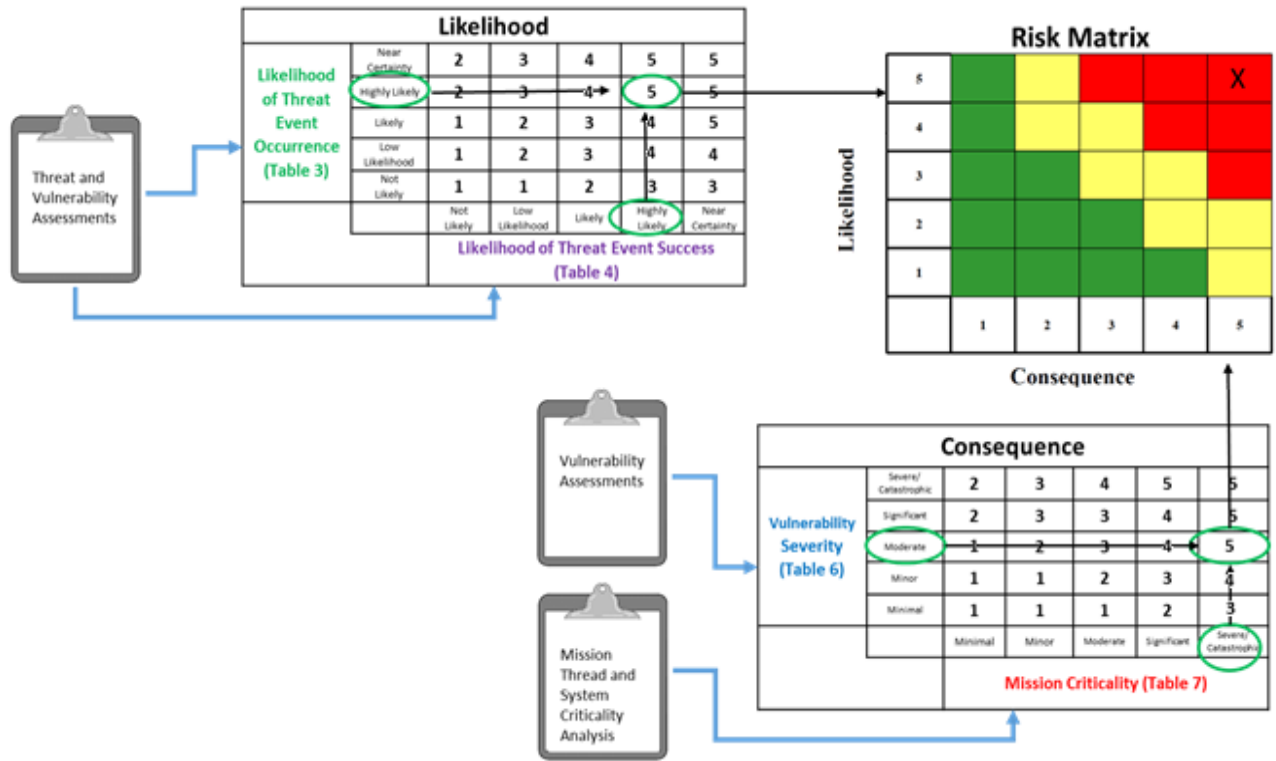 Likelihood
Likelihood
of Threat
Event
Occurrence
(Table 3)
Near
Certainty
2 3 4 5 5
Highly Likely
2 3 4 5 5
Likely
1 2 3 4 5
Low
Likelihood
1 2 3 4 4
Not
Likely
1 1 2 3 3
Not
Likely
Low
Likelihood
Likely
Highly
Likely
Near
Certainty
Likelihood of Threat Event Success
(Table 4)
Threat and
Vulnerability
Assessments
Risk Matrix
Likelihood
5 X
4
3
2
1
1 2 3 4 5
Consequence
Vulnerability
Assessments
Mission
Thread and
System
Criticality
Analysis
Consequence
Vulnerability
Severity
(Table 6)
Severe/
Catastrophic
2 3 4 5 5
Significant
2 3 3 4 5
Moderate
1 2 3 4 5
Minor
1 1 2 3 4
Minimal
1 1 1 2 3
Minimal
Minor
Moderate
Significant
Severe/
Catastrophic
Mission Criticality (Table 7)